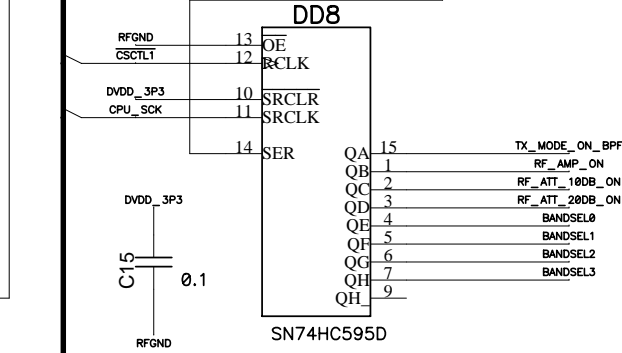 DD8
RFGND 13 OE
CSCTL1 12 RCLK
DVDD_3P3 10 SRCLR
CPU_SCK 11 SRCLK
14 SER QA 15 TX_MODE_ON_BPF
QB 1 RF_AMP_ON
QC 2 RF_ATT_10DB_ON
QD 3 RF_ATT_20DB_ON
DVDD_3P3 QE 4 BANDSEL0
QF 5 BANDSEL1
QG 6 BANDSEL2
C15 0.1 QH 7 BANDSEL3
QH_ 9
SN74HC595D
RFGND